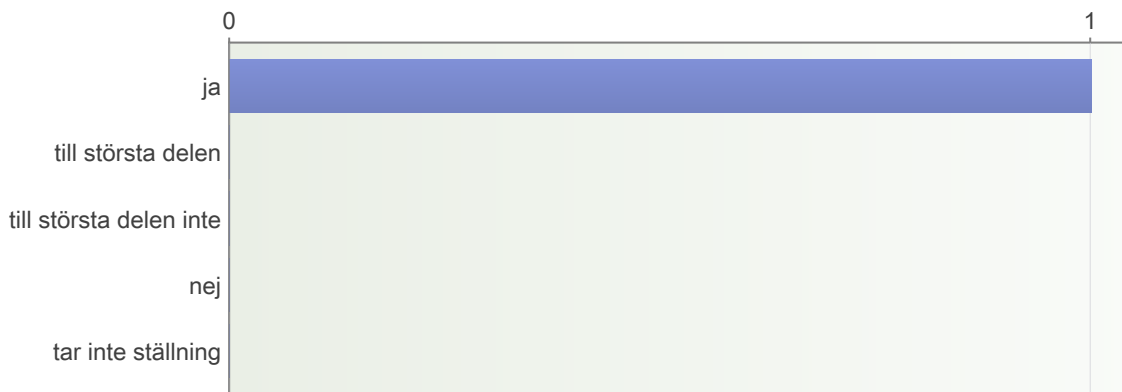 0 1
ja
till största delen
till största delen inte
nej
tar inte ställning